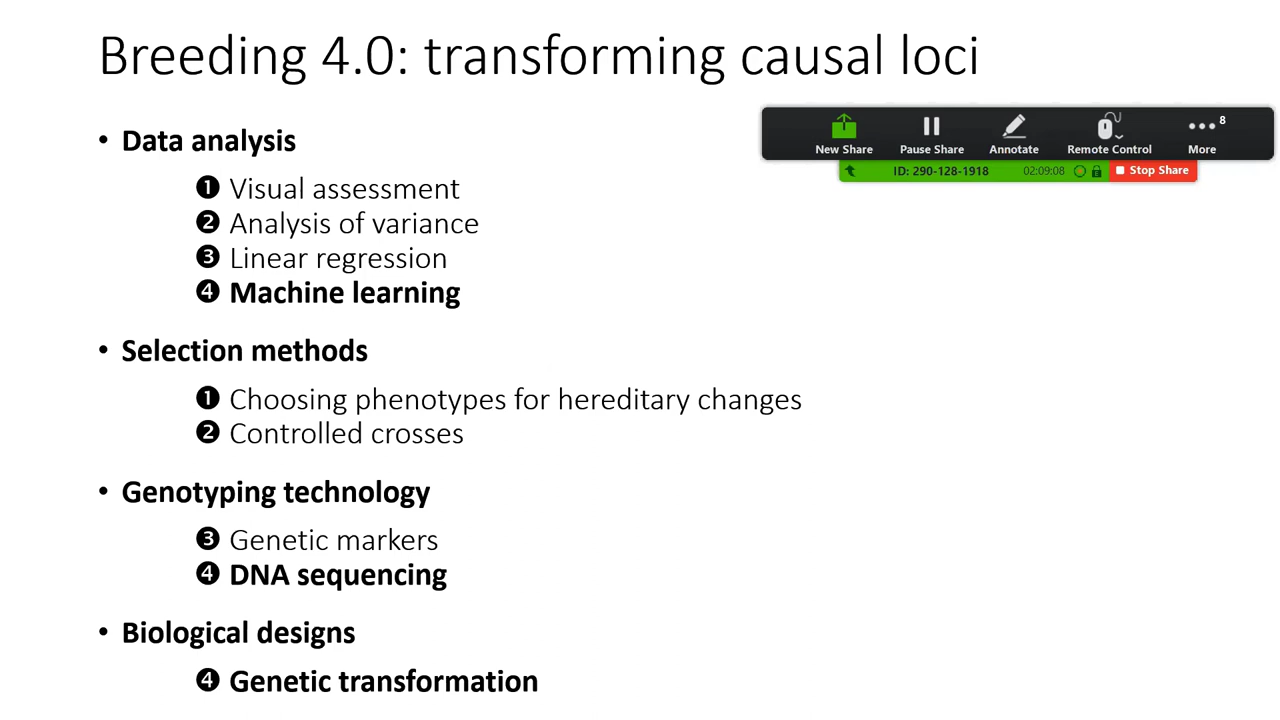 Breeding 4.0: transforming causal loci
New Share Pause Share Annotate Remote Control More 8
ID: 290-128-1918 02:09:08 Stop Share
• Data analysis
❶ Visual assessment
❷ Analysis of variance
❸ Linear regression
❹ Machine learning
• Selection methods
❶ Choosing phenotypes for hereditary changes
❷ Controlled crosses
• Genotyping technology
❸ Genetic markers
❹ DNA sequencing
• Biological designs
❹ Genetic transformation